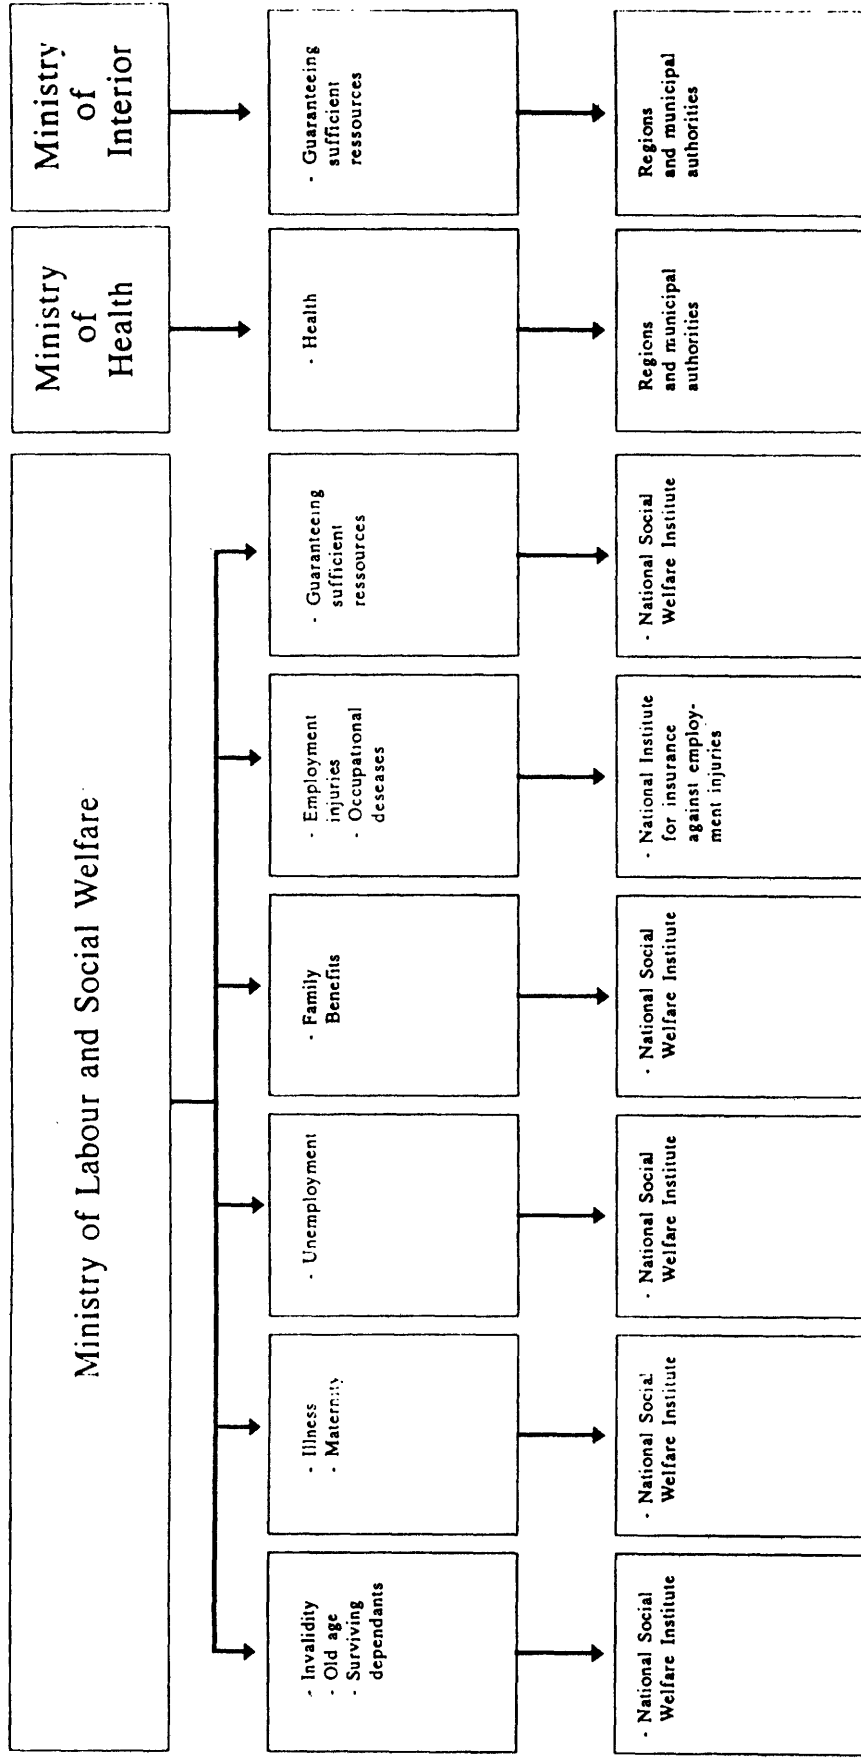 Ministry of Labour and Social Welfare
Ministry
of
Health
Ministry
of
Interior
- Invalidity
- Old age
- Surviving
dependants
- Illness
- Maternity
- Unemployment
- Family
Benefits
- Employment
injuries
- Occupational
deseases
- Guaranteeing
sufficient
ressources
- Health
- Guaranteeing
sufficient
ressources
- National Social
Welfare Institute
- National Social
Welfare Institute
- National Social
Welfare Institute
- National Social
Welfare Institute
- National Institute
for insurance
against employ-
ment injuries
- National Social
Welfare Institute
Regions
and municipal
authorities
Regions
and municipal
authorities